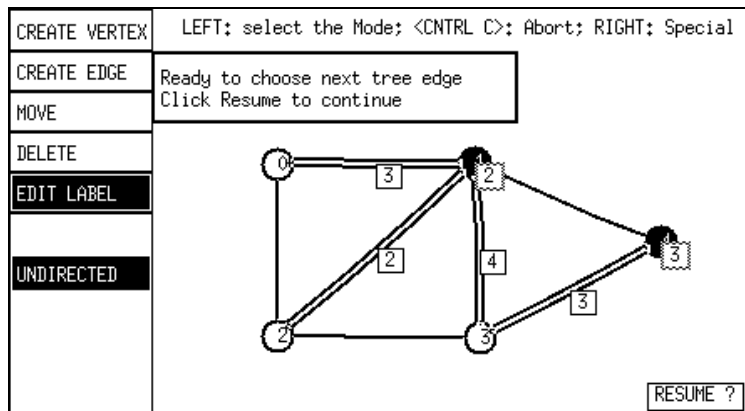 CREATE VERTEX
LEFT: select the Mode; <CNTRL C>: Abort; RIGHT: Special
CREATE EDGE
Ready to choose next tree edge
Click Resume to continue
MOVE
DELETE
EDIT LABEL
UNDIRECTED
0
3
2
2
3
4
3
2
3
RESUME ?